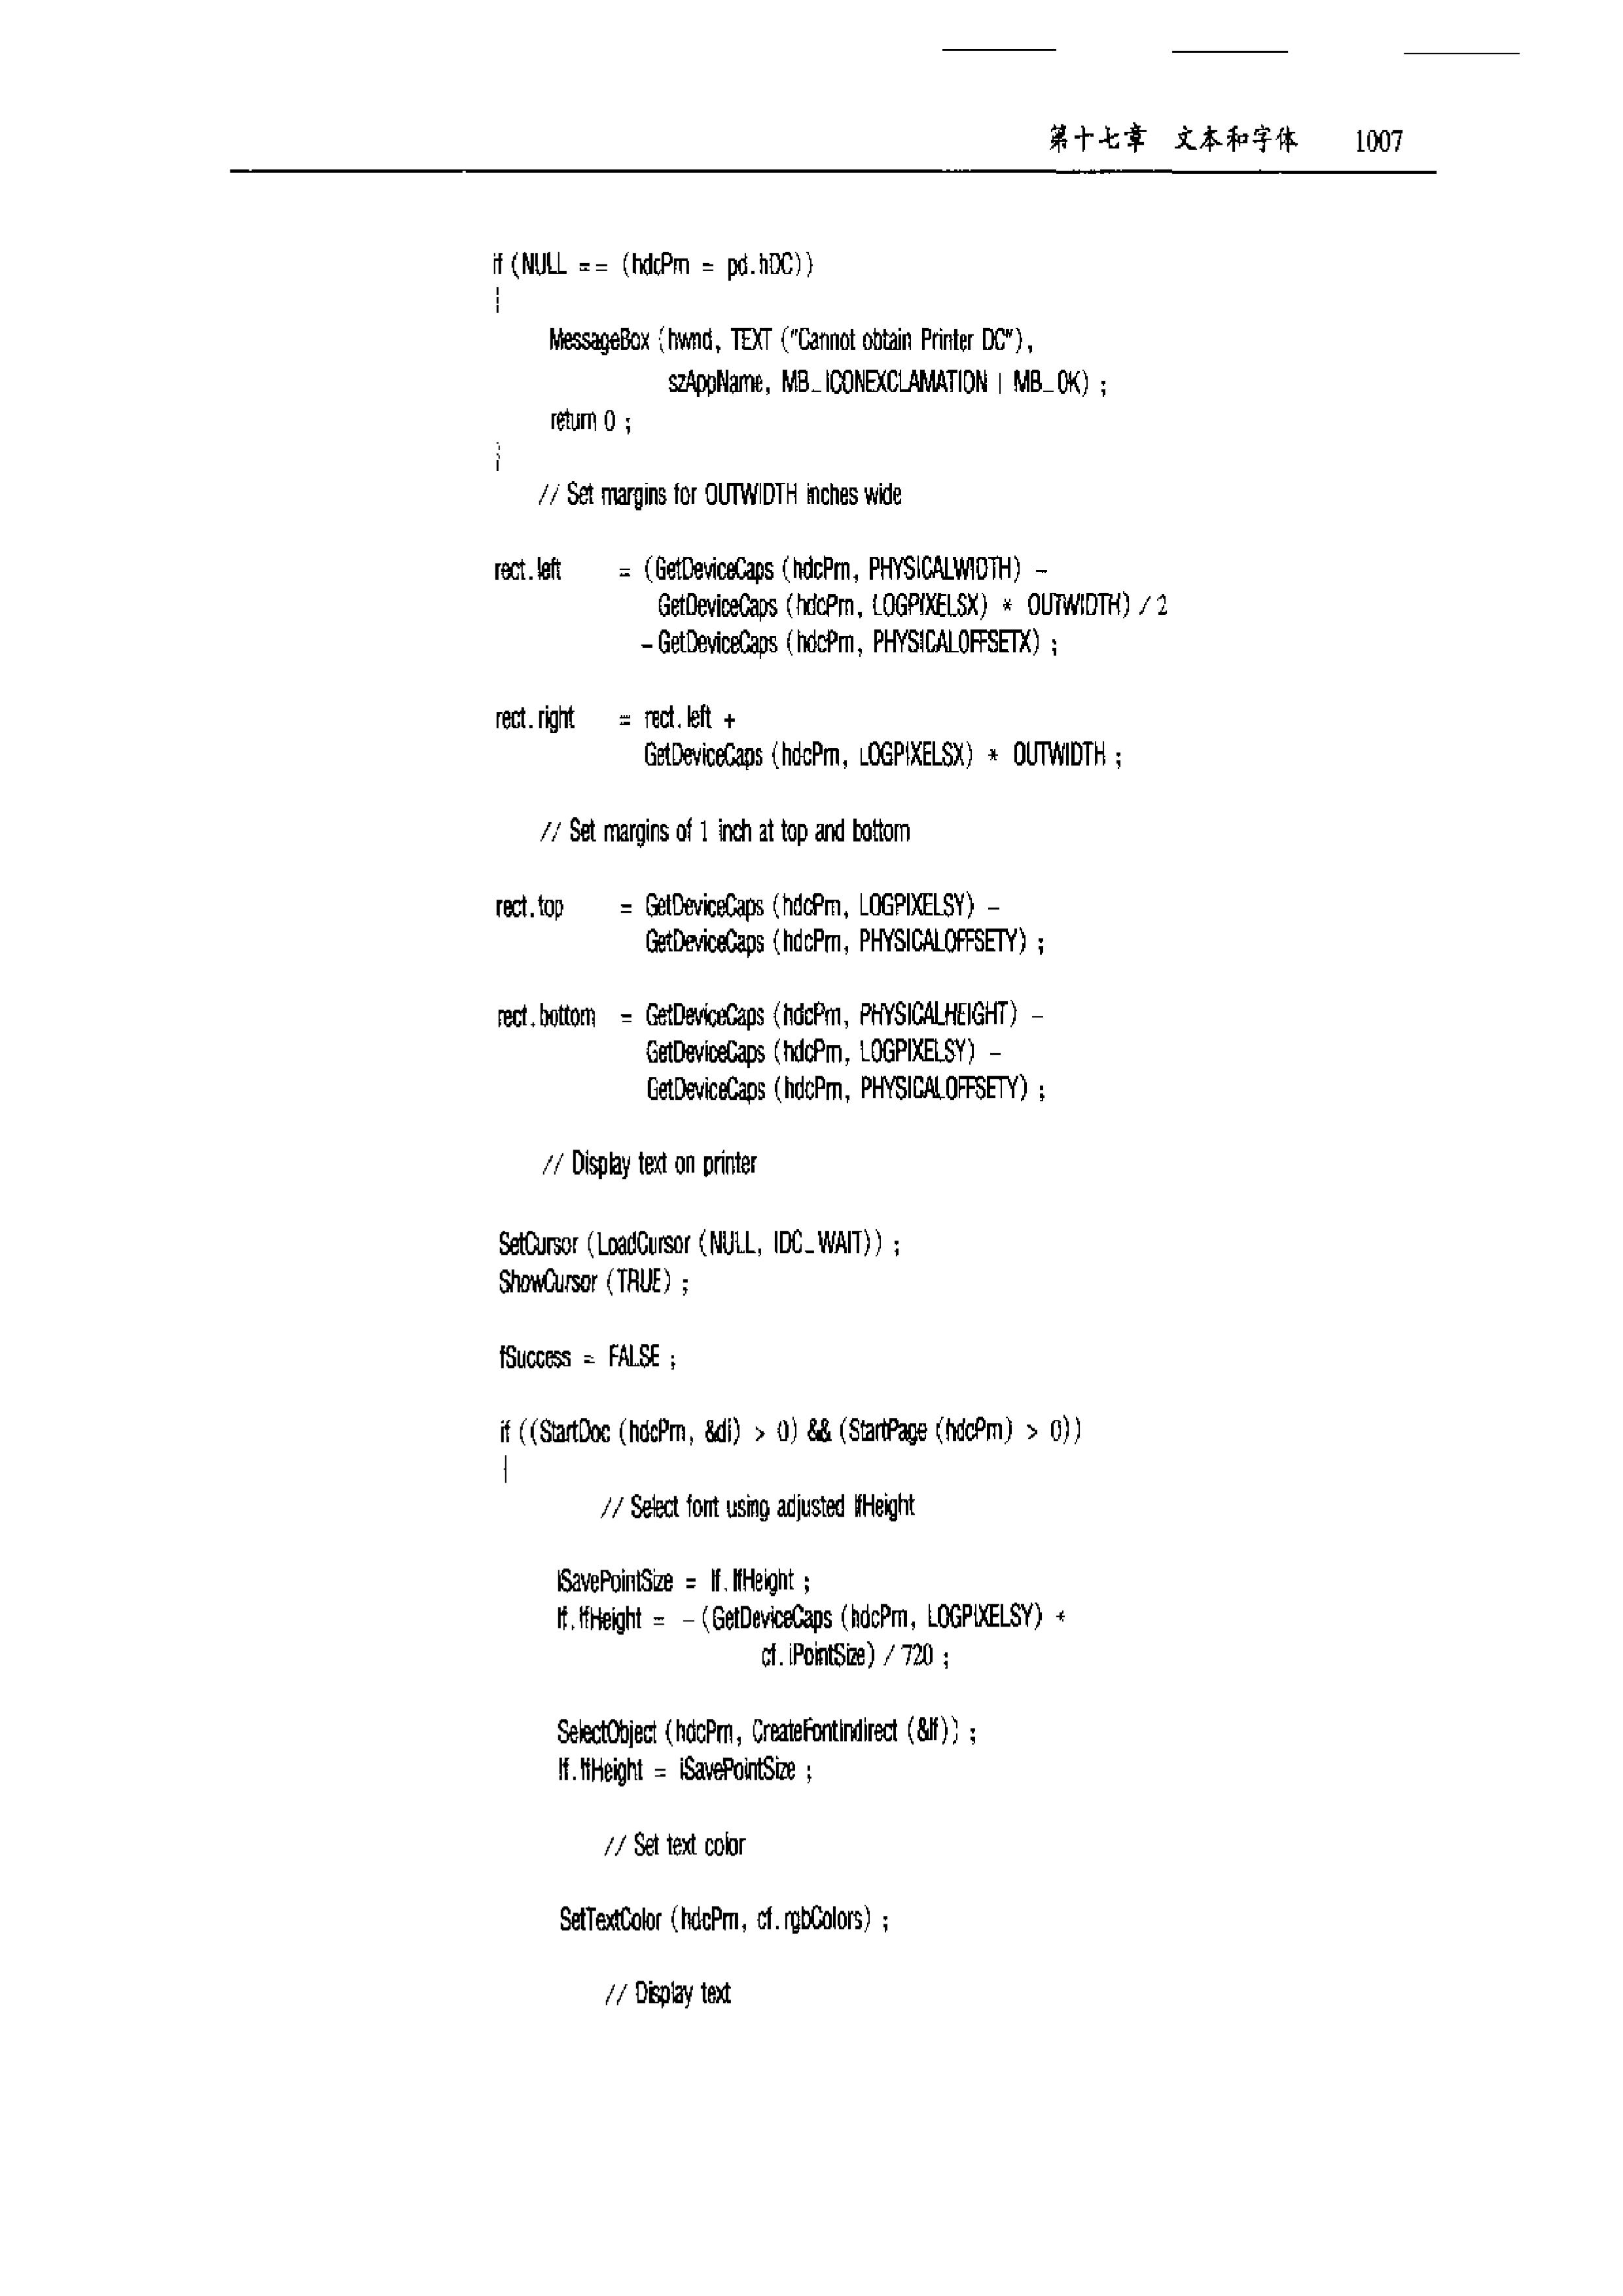 第十七章 文本和字体 1007
if (NULL == (hdcPrn = pd.hDC))
{
MessageBox (hwnd, TEXT ("Cannot obtain Printer DC"),
szAppName, MB_ICONEXCLAMATION | MB_OK) ;
return 0 ;
}
// Set margins for OUTWIDTH inches wide
rect.left = (GetDeviceCaps (hdcPrn, PHYSICALWIDTH) -
GetDeviceCaps (hdcPrn, LOGPIXELSX) * OUTWIDTH) / 2
- GetDeviceCaps (hdcPrn, PHYSICALOFFSETX) ;
rect.right = rect.left +
GetDeviceCaps (hdcPrn, LOGPIXELSX) * OUTWIDTH ;
// Set margins of 1 inch at top and bottom
rect.top = GetDeviceCaps (hdcPrn, LOGPIXELSY) -
GetDeviceCaps (hdcPrn, PHYSICALOFFSETY) ;
rect.bottom = GetDeviceCaps (hdcPrn, PHYSICALHEIGHT) -
GetDeviceCaps (hdcPrn, LOGPIXELSY) -
GetDeviceCaps (hdcPrn, PHYSICALOFFSETY) ;
// Display text on printer
SetCursor (LoadCursor (NULL, IDC_WAIT)) ;
ShowCursor (TRUE) ;
fSuccess = FALSE ;
if ((StartDoc (hdcPrn, &di) > 0) && (StartPage (hdcPrn) > 0))
{
// Select font using adjusted lfHeight
iSavePointSize = lf.lfHeight ;
lf.lfHeight = -(GetDeviceCaps (hdcPrn, LOGPIXELSY) *
cf.iPointSize) / 720 ;
SelectObject (hdcPrn, CreateFontIndirect (&lf)) ;
lf.lfHeight = iSavePointSize ;
// Set text color
SetTextColor (hdcPrn, cf.rgbColors) ;
// Display text